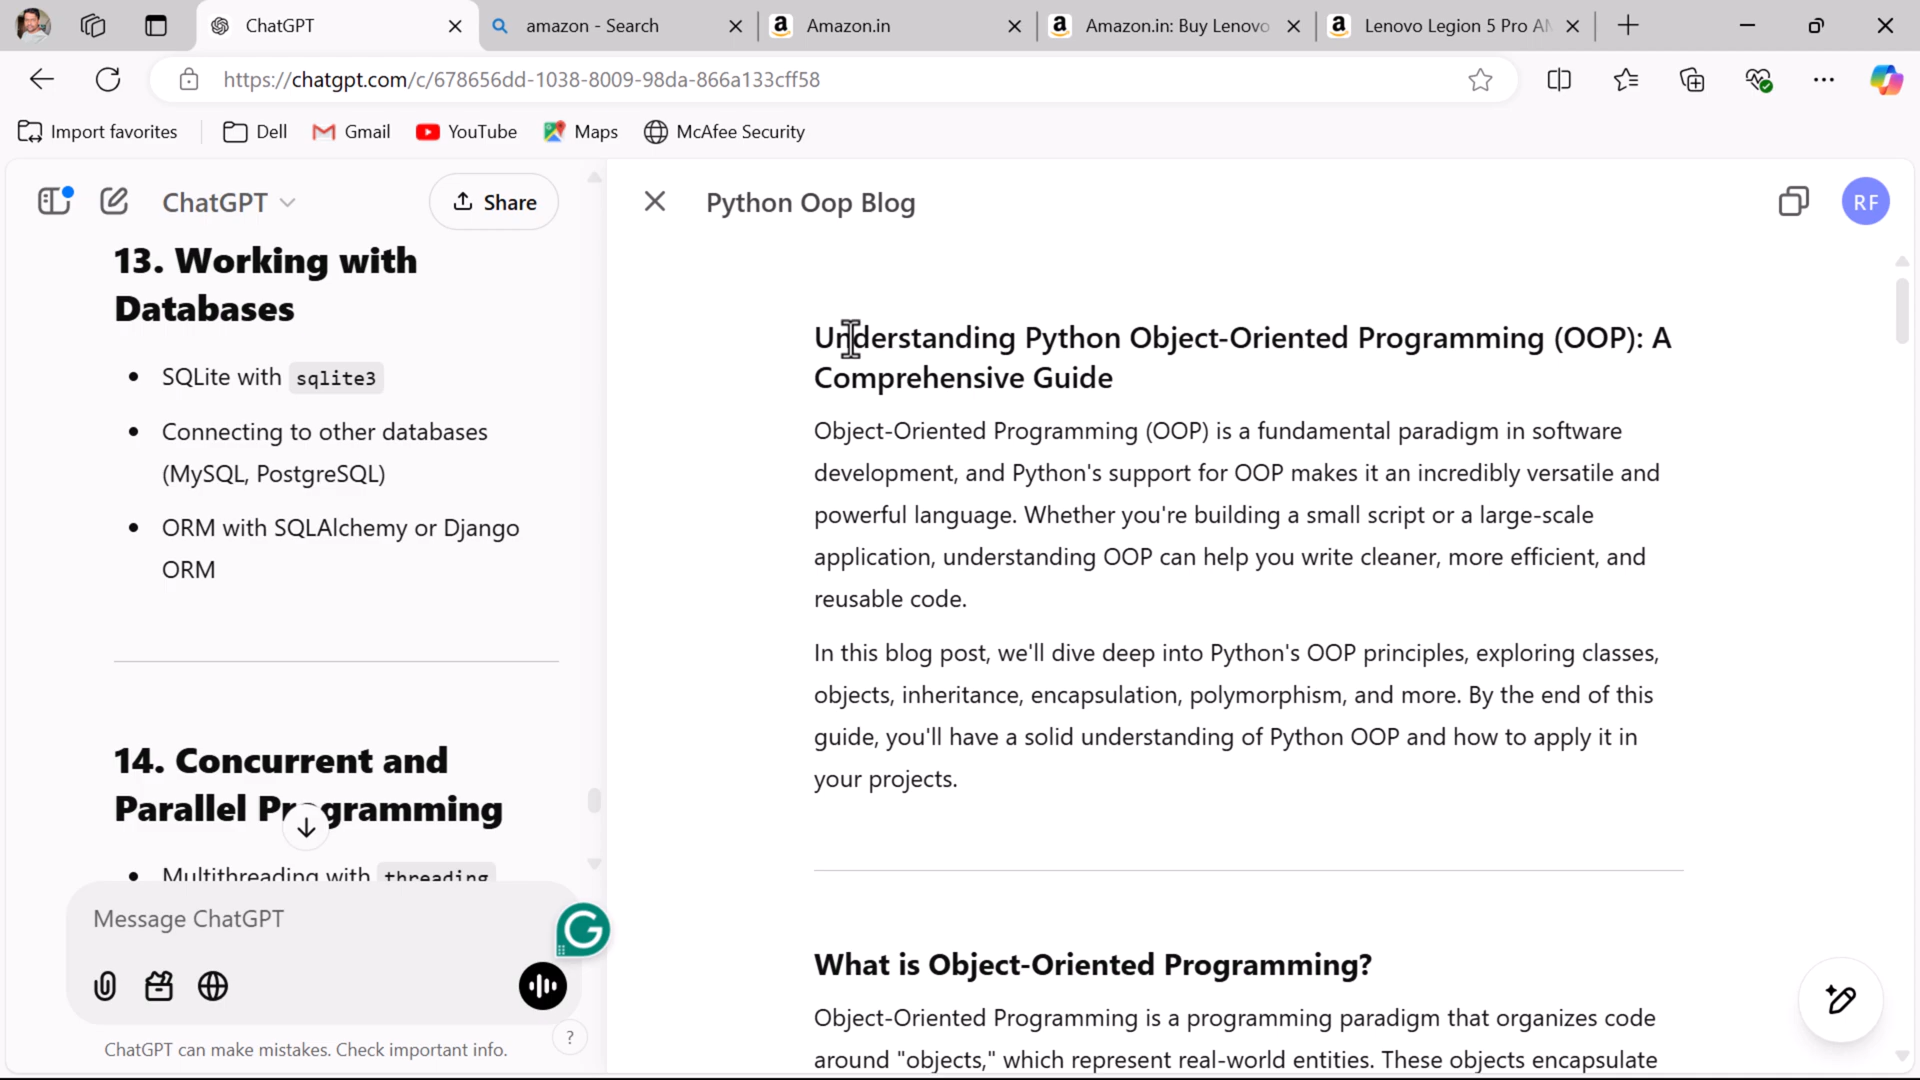 ChatGPT
amazon - Search
Amazon.in
Amazon.in: Buy Lenovo
Lenovo Legion 5 Pro AM
https://chatgpt.com/c/678656dd-1038-8009-98da-866a133cff58
Import favorites
Dell
Gmail
YouTube
Maps
McAfee Security
ChatGPT
Share
13. Working with
Databases
SQLite with sqlite3
Connecting to other databases
(MySQL, PostgreSQL)
ORM with SQLAlchemy or Django
ORM
14. Concurrent and
Parallel Programming
Multithreading with threading
Message ChatGPT
ChatGPT can make mistakes. Check important info.
?
Python Oop Blog
RF
Understanding Python Object-Oriented Programming (OOP): A
Comprehensive Guide
Object-Oriented Programming (OOP) is a fundamental paradigm in software
development, and Python's support for OOP makes it an incredibly versatile and
powerful language. Whether you're building a small script or a large-scale
application, understanding OOP can help you write cleaner, more efficient, and
reusable code.
In this blog post, we'll dive deep into Python's OOP principles, exploring classes,
objects, inheritance, encapsulation, polymorphism, and more. By the end of this
guide, you'll have a solid understanding of Python OOP and how to apply it in
your projects.
What is Object-Oriented Programming?
Object-Oriented Programming is a programming paradigm that organizes code
around "objects," which represent real-world entities. These objects encapsulate